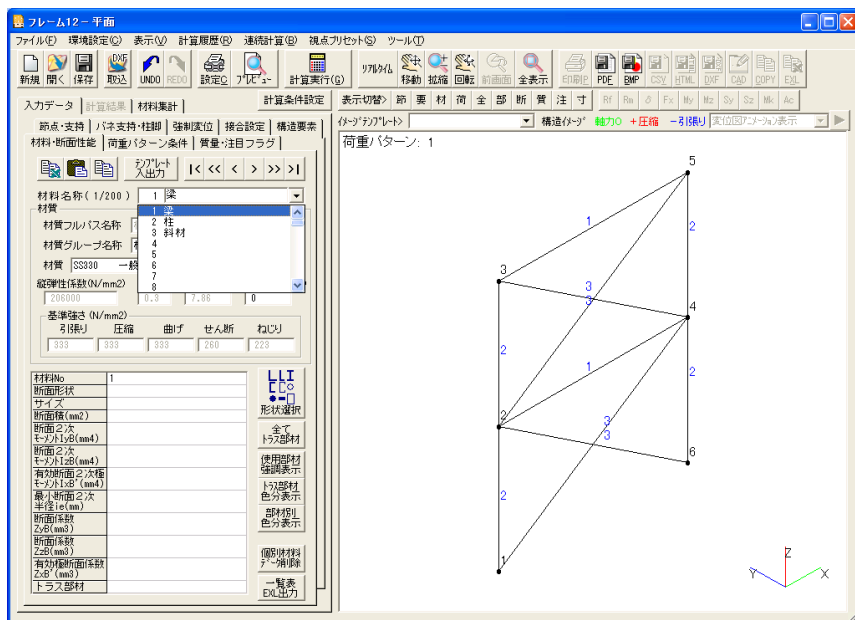 フレーム12－平面
ファイル(F) 環境設定(C) 表示(V) 計算履歴(R) 連続計算(B) 視点プリセット(S) ツール(T)
新規 開く 保存 取込 UNDO REDO 設定Q プレビュー 計算実行(G) リアルタイム 移動 拡縮 回転 前画面 全表示 印刷P PDF BMP CSV HTML DXF CAD COPY EXL
入力データ 計算結果 材料集計 計算条件設定 表示切替> 節 要 材 荷 全 部 断 質 注 寸 Rf Rm δ Fx My Mz Sy Sz Mk Ac
イメージテンプレート> 構造イメージ 軸力0 +圧縮 －引張り 変位図アニメーション表示
節点・支持 バネ支持・柱脚 強制変位 接合設定 構造要素
材料・断面性能 荷重パターン条件 質量・注目フラグ
テンプレート入出力 |< << < > >> >|
材料名称(1/200) 1 梁
1 梁
2 柱
3 斜材
4
5
6
7
8
材質
材質フルパス名称
材質グループ名称
材質 SS330 一般
縦弾性係数(N/mm2)
206000 0.3 7.86 0
基準強さ(N/mm2)
引張り 圧縮 曲げ せん断 ねじり
333 333 333 260 223
材料No 1
断面形状
サイズ
断面積(mm2)
断面2次
モーメントIyB(mm4)
断面2次
モーメントIzB(mm4)
有効断面2次極
モーメントIxB'(mm4)
最小断面2次
半径ie(mm)
断面係数
ZyB(mm3)
断面係数
ZzB(mm3)
有効極断面係数
ZxB'(mm3)
トラス部材
形状選択
全て
トラス部材
使用部材
強調表示
トラス部材
色分表示
部材別
色分表示
個別材料
データ削除
一覧表
EXL出力
荷重パターン: 1
5
1
2
3
3
3
4
2
1
2
2
3
3
6
2
1
Z
Y
X